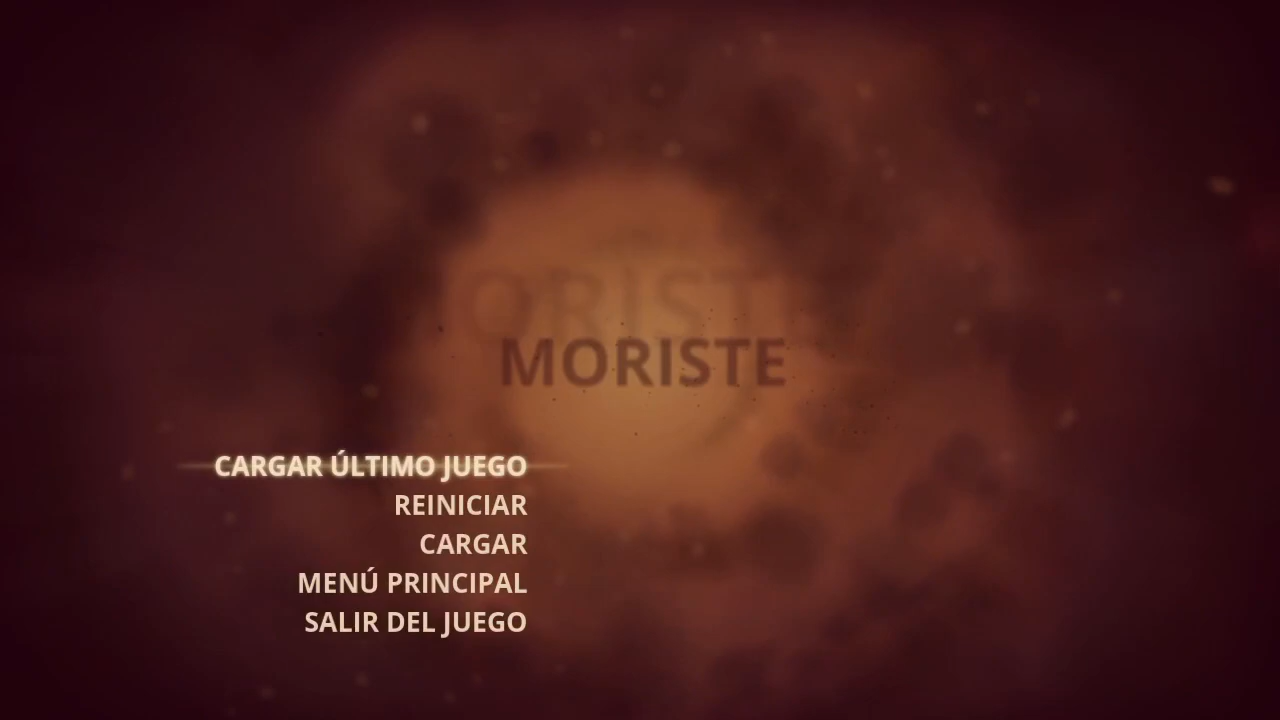 MORISTE
CARGAR ÚLTIMO JUEGO
REINICIAR
CARGAR
MENÚ PRINCIPAL
SALIR DEL JUEGO